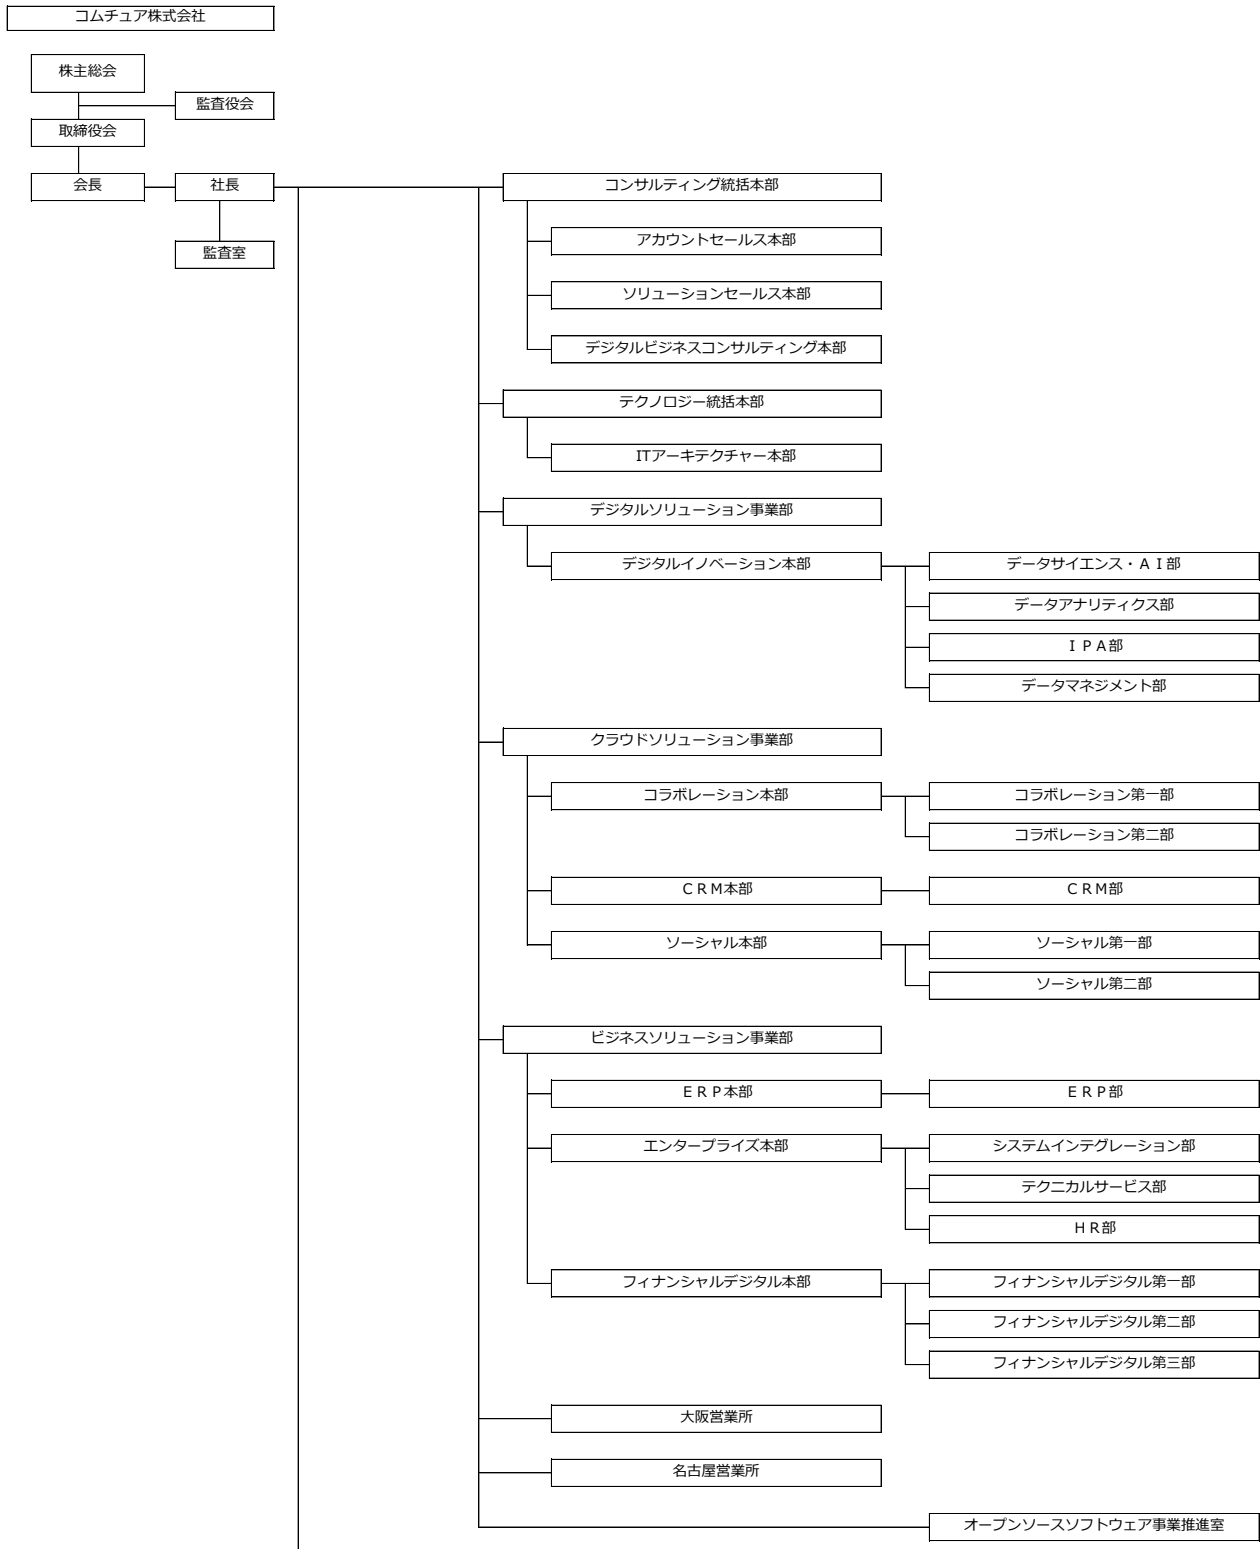 コムチュア株式会社
株主総会
監査役会
取締役会
会長
社長
監査室
コンサルティング統括本部
アカウントセールス本部
ソリューションセールス本部
デジタルビジネスコンサルティング本部
テクノロジー統括本部
ITアーキテクチャー本部
デジタルソリューション事業部
デジタルイノベーション本部
データサイエンス・ＡＩ部
データアナリティクス部
ＩＰＡ部
データマネジメント部
クラウドソリューション事業部
コラボレーション本部
コラボレーション第一部
コラボレーション第二部
ＣＲＭ本部
ＣＲＭ部
ソーシャル本部
ソーシャル第一部
ソーシャル第二部
ビジネスソリューション事業部
ＥＲＰ本部
ＥＲＰ部
エンタープライズ本部
システムインテグレーション部
テクニカルサービス部
ＨＲ部
フィナンシャルデジタル本部
フィナンシャルデジタル第一部
フィナンシャルデジタル第二部
フィナンシャルデジタル第三部
大阪営業所
名古屋営業所
オープンソースソフトウェア事業推進室